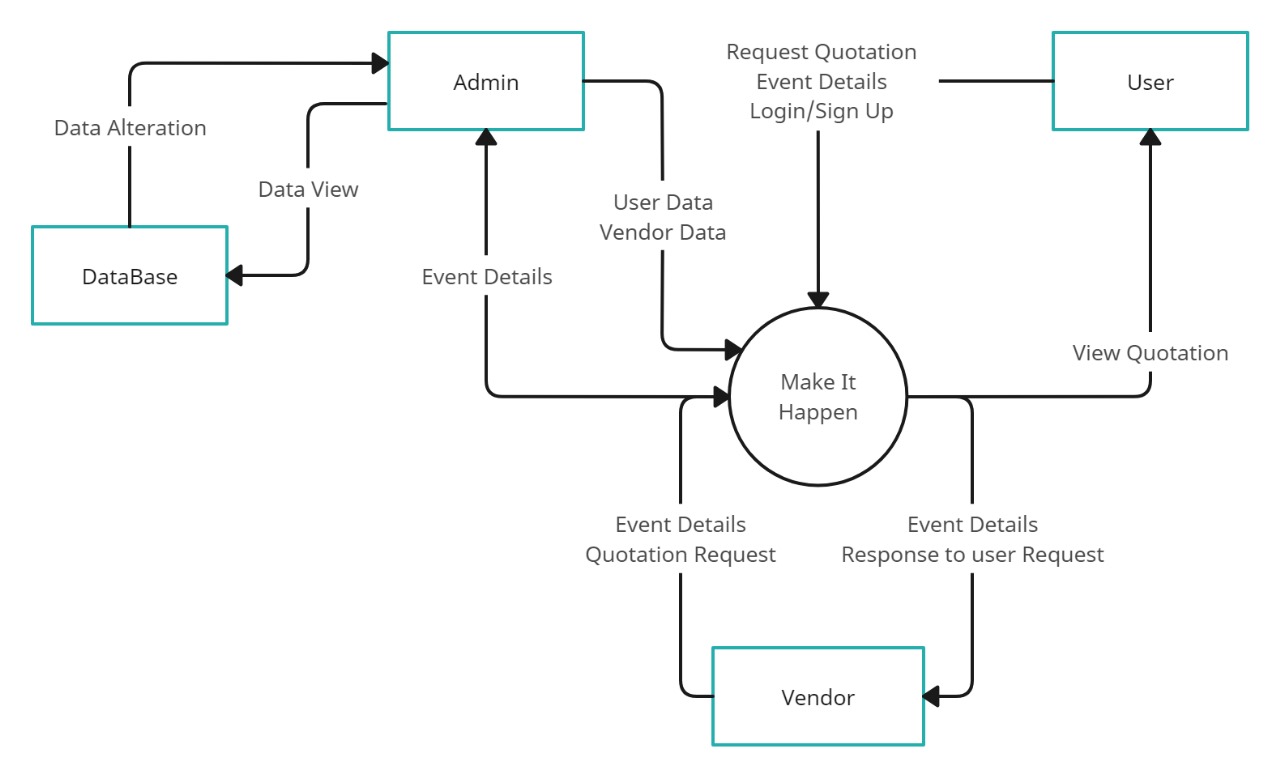 Request Quotation
Event Details
Login/Sign Up
Admin
User
Data Alteration
Data View
User Data
Vendor Data
DataBase
Event Details
View Quotation
Make It
Happen
Event Details
Quotation Request
Event Details
Response to user Request
Vendor